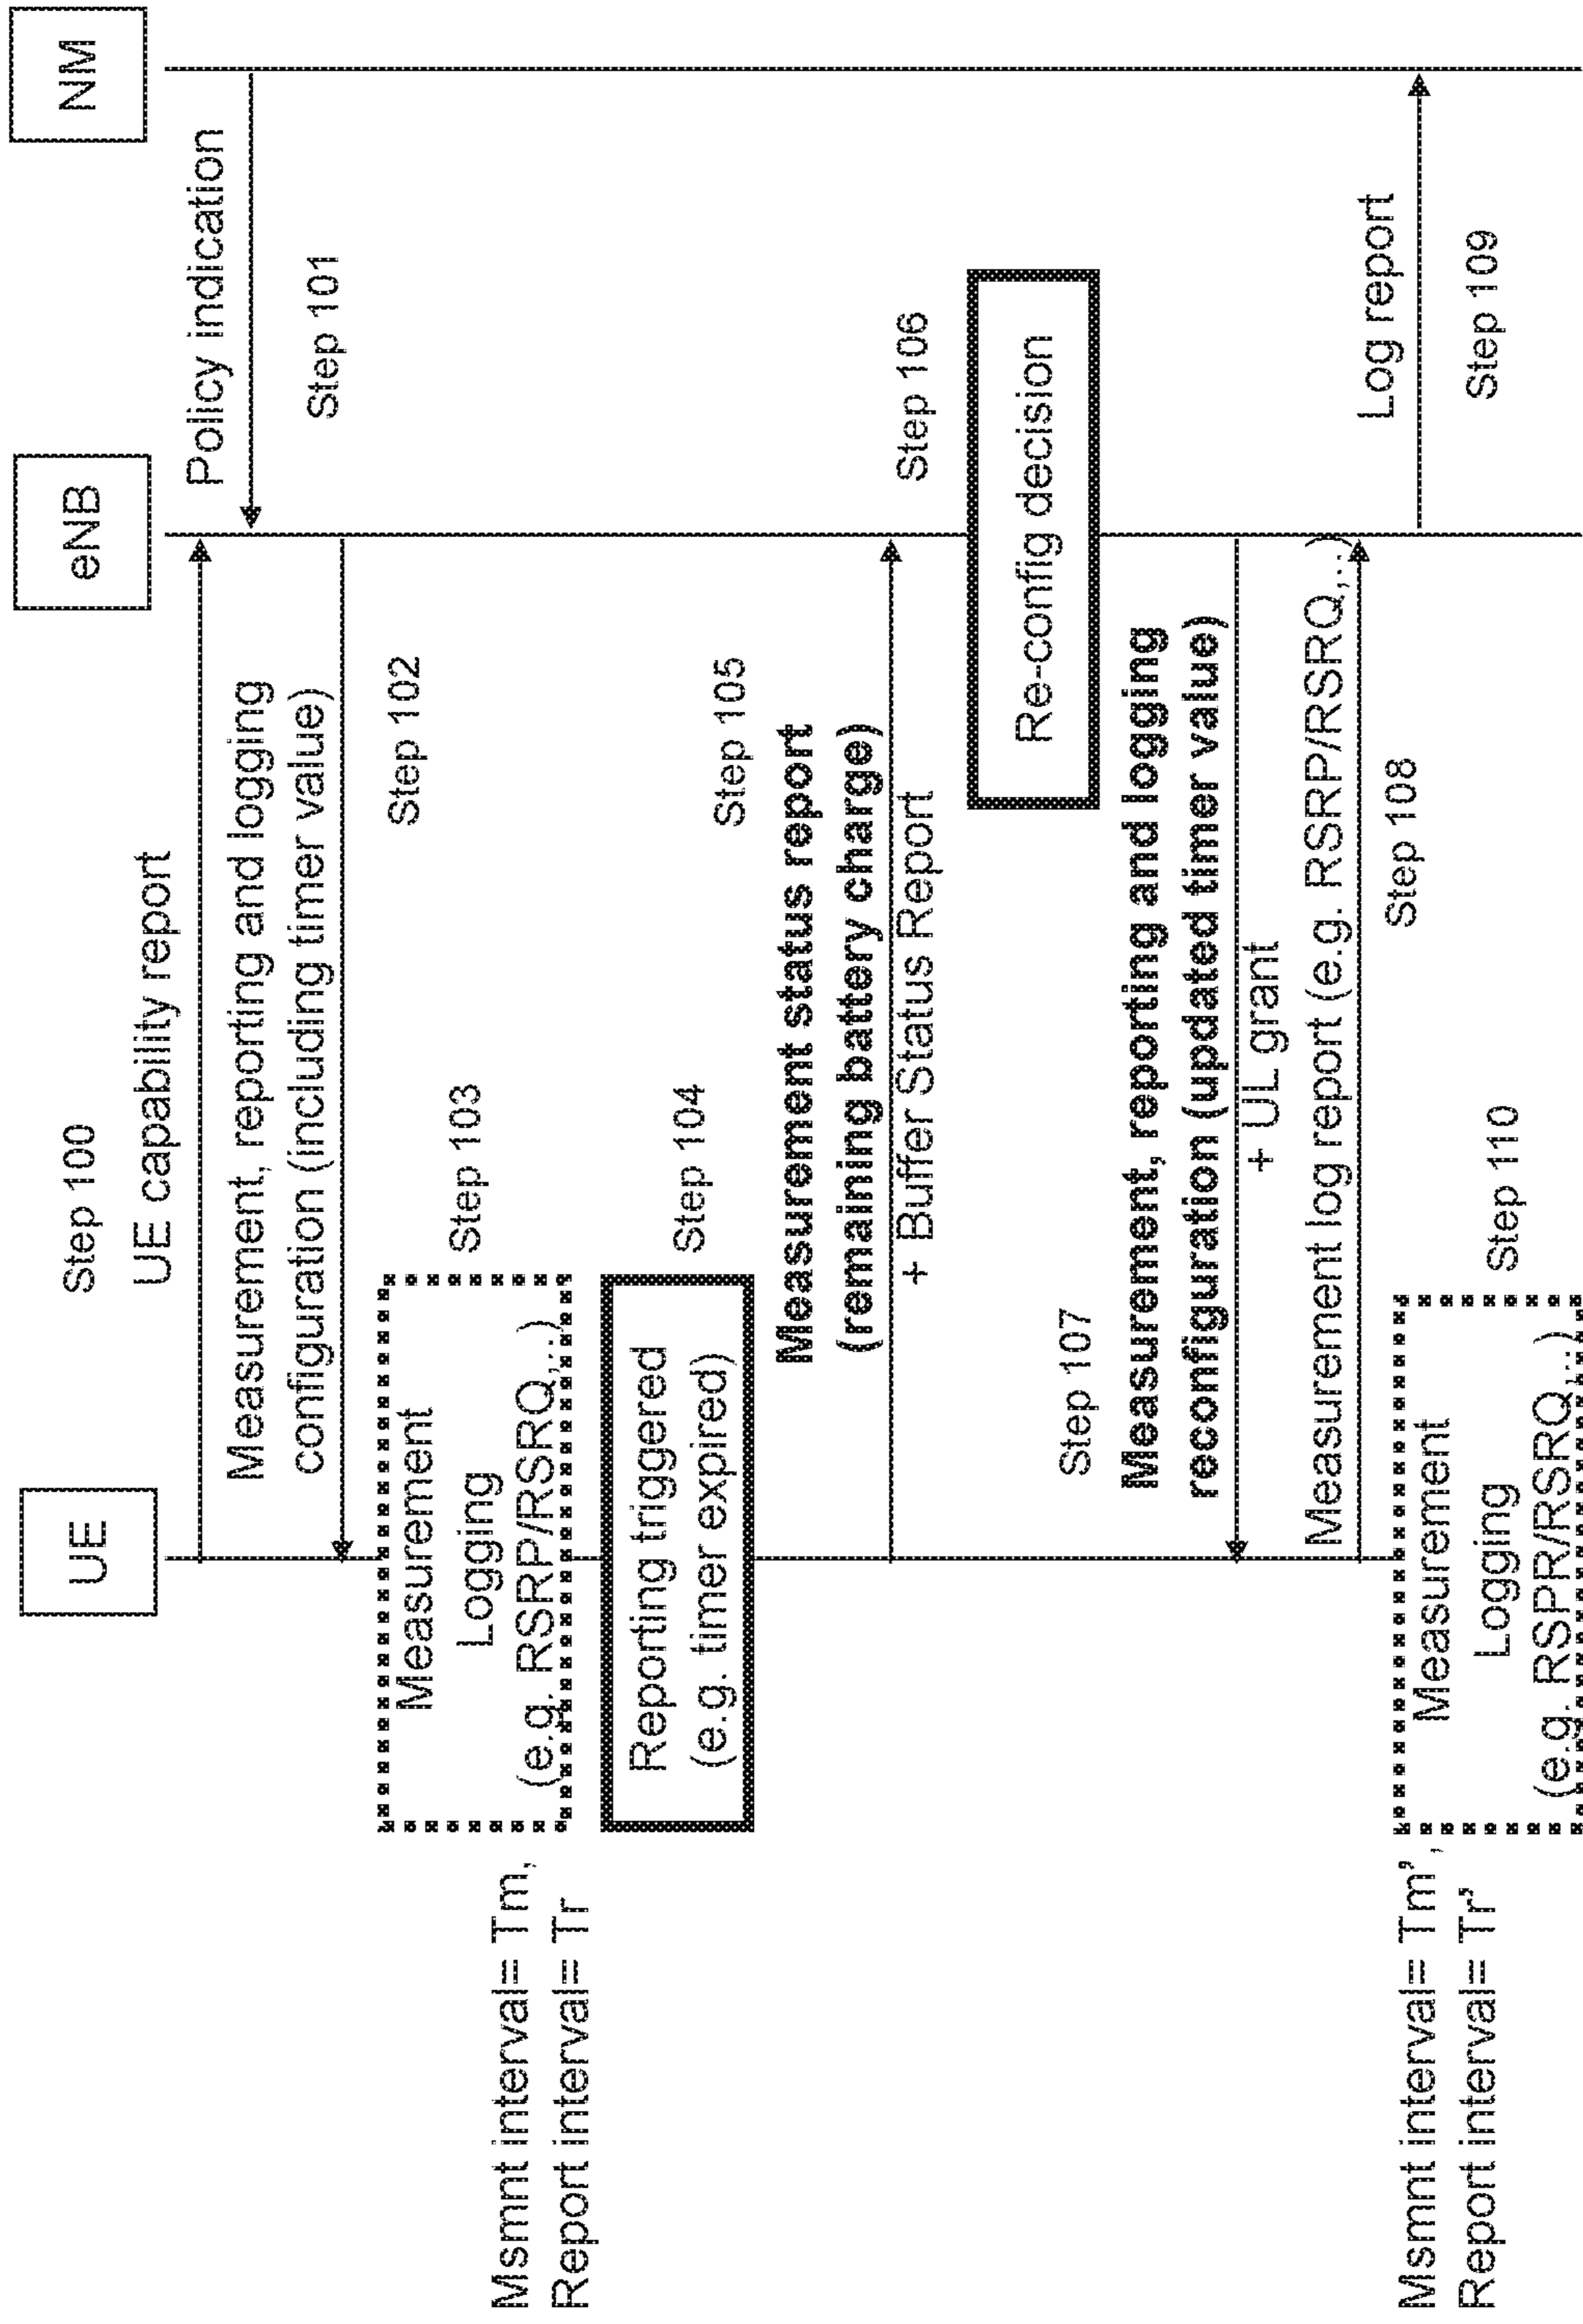 UE
eNB
NM
Step 100
UE capability report
Policy indication
Step 101
Measurement, reporting and logging
configuration (including timer value)
Step 102
Msmnt interval= Tm,
Report interval= Tr
Measurement
Logging
(e.g. RSRP/RSRQ,..)
Step 103
Reporting triggered
(e.g. timer expired)
Step 104
Step 105
Measurement status report
(remaining battery charge)
+ Buffer Status Report
Step 106
Re-config decision
Step 107
Measurement, reporting and logging
reconfiguration (updated timer value)
+ UL grant
Measurement log report (e.g. RSRP/RSRQ,..)
Step 108
Log report
Step 109
Msmnt interval= Tm',
Report interval= Tr'
Measurement
Logging
(e.g. RSPR/RSRQ,..)
Step 110